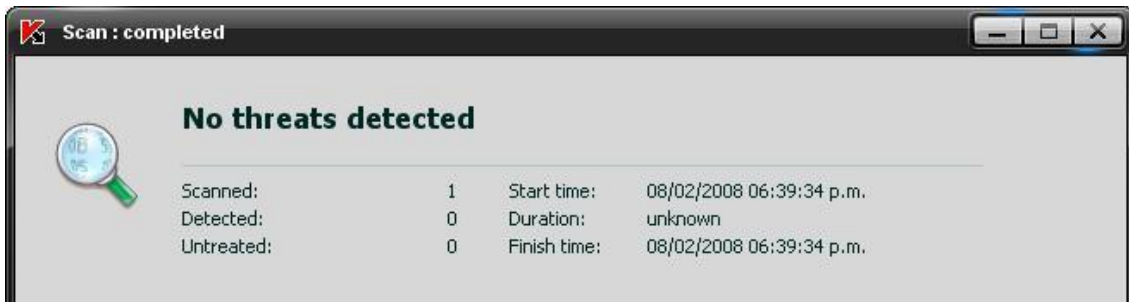 Scan : completed
No threats detected
Scanned: 1 Start time: 08/02/2008 06:39:34 p.m.
Detected: 0 Duration: unknown
Untreated: 0 Finish time: 08/02/2008 06:39:34 p.m.